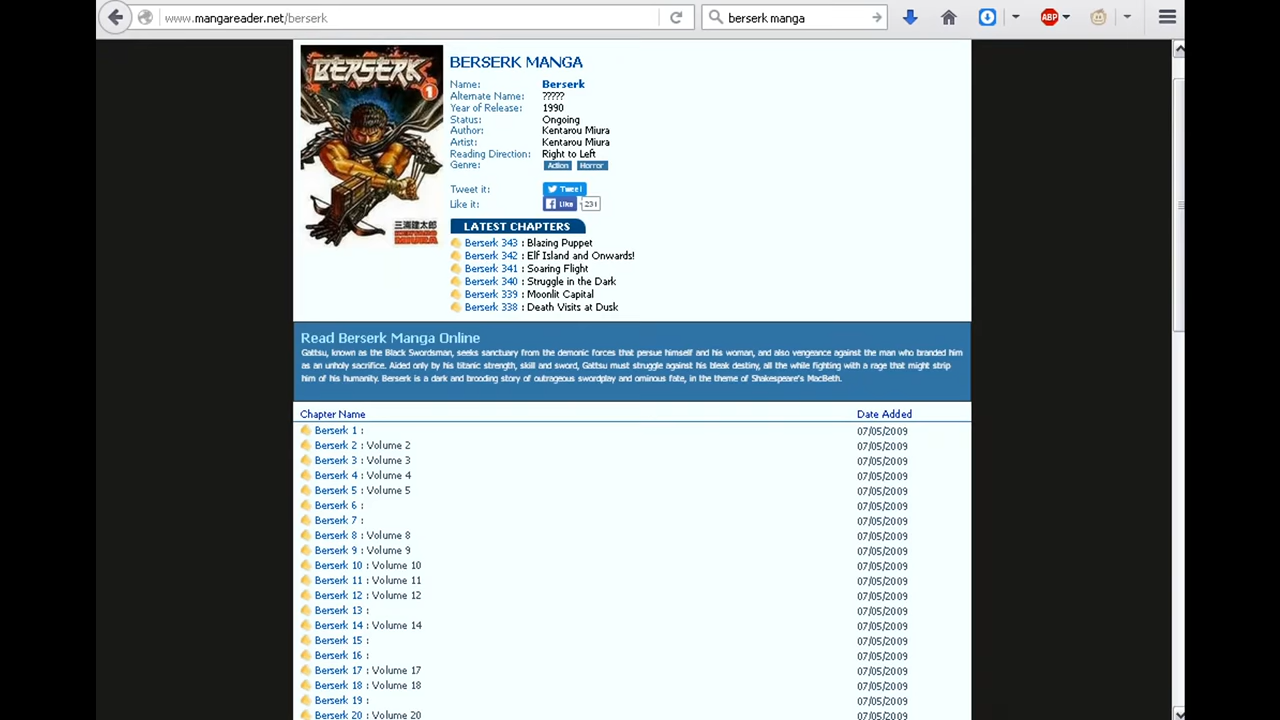 www.mangareader.net/berserk
berserk manga
ABP
BERSERK
1
三浦建太郎
MIURA
BERSERK MANGA
Name: Berserk
Alternate Name: ?????
Year of Release: 1990
Status: Ongoing
Author: Kentarou Miura
Artist: Kentarou Miura
Reading Direction: Right to Left
Genre: Action Horror
Tweet it: Tweet
Like it: Like 231
LATEST CHAPTERS
Berserk 343 : Blazing Puppet
Berserk 342 : Elf Island and Onwards!
Berserk 341 : Soaring Flight
Berserk 340 : Struggle in the Dark
Berserk 339 : Moonlit Capital
Berserk 338 : Death Visits at Dusk
Read Berserk Manga Online
Gattsu, known as the Black Swordsman, seeks sanctuary from the demonic forces that persue himself and his woman, and also vengeance against the man who branded him
as an unholy sacrifice. Aided only by his titanic strength, skill and sword, Gattsu must struggle against his bleak destiny, all the while fighting with a rage that might strip
him of his humanity. Berserk is a dark and brooding story of outrageous swordplay and ominous fate, in the theme of Shakespeare's MacBeth.
Chapter Name Date Added
Berserk 1 : 07/05/2009
Berserk 2 : Volume 2 07/05/2009
Berserk 3 : Volume 3 07/05/2009
Berserk 4 : Volume 4 07/05/2009
Berserk 5 : Volume 5 07/05/2009
Berserk 6 : 07/05/2009
Berserk 7 : 07/05/2009
Berserk 8 : Volume 8 07/05/2009
Berserk 9 : Volume 9 07/05/2009
Berserk 10 : Volume 10 07/05/2009
Berserk 11 : Volume 11 07/05/2009
Berserk 12 : Volume 12 07/05/2009
Berserk 13 : 07/05/2009
Berserk 14 : Volume 14 07/05/2009
Berserk 15 : 07/05/2009
Berserk 16 : 07/05/2009
Berserk 17 : Volume 17 07/05/2009
Berserk 18 : Volume 18 07/05/2009
Berserk 19 : 07/05/2009
Berserk 20 : Volume 20 07/05/2009